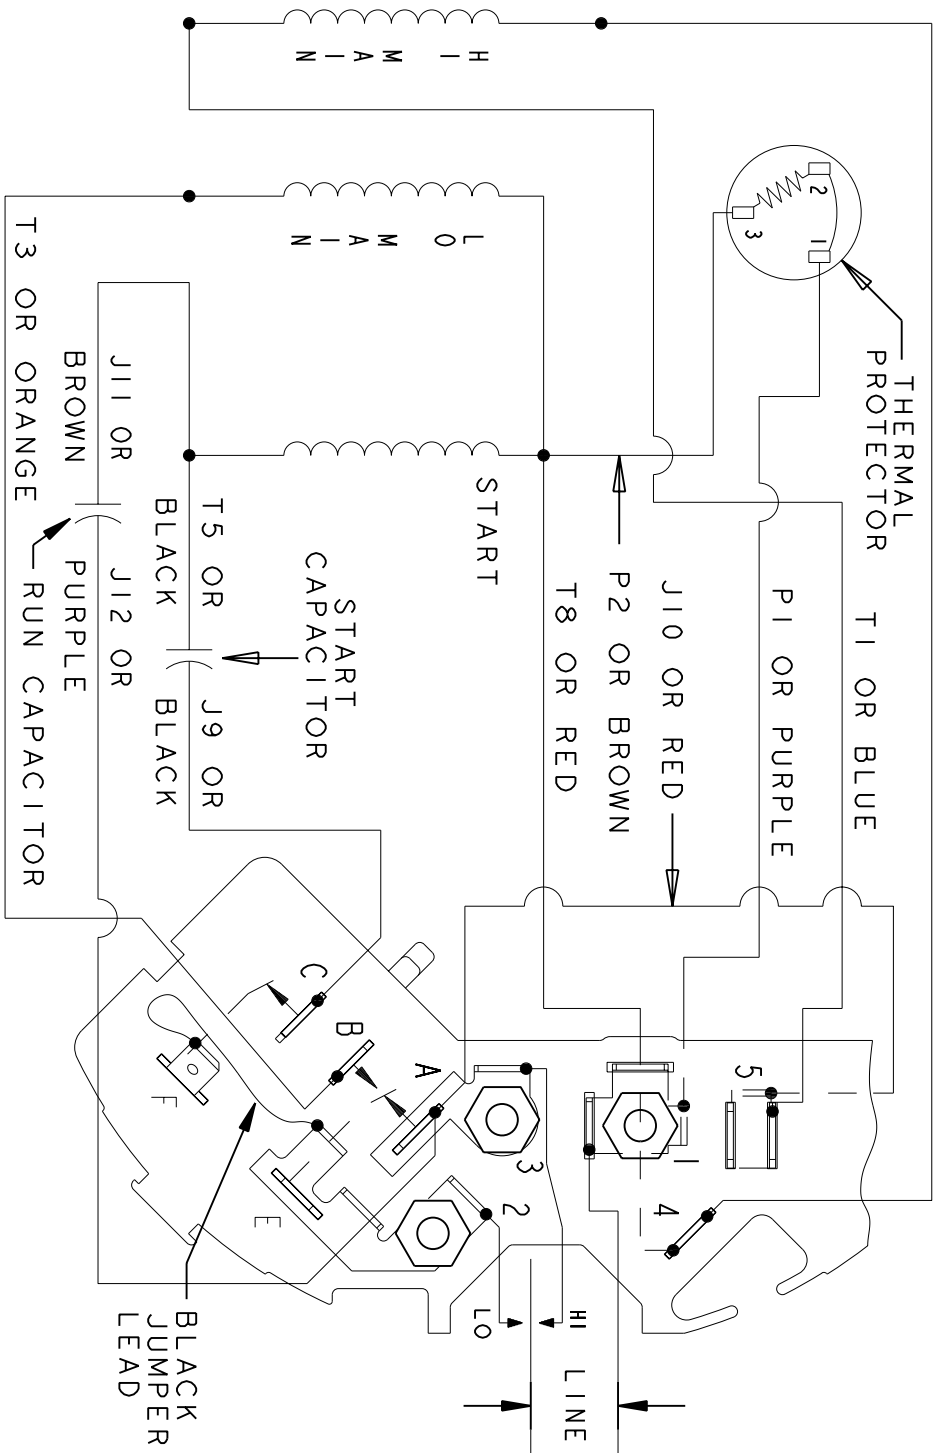 HI MAIN
LO MAIN
START
2
3
1
THERMAL
PROTECTOR
T1 OR BLUE
P1 OR PURPLE
J10 OR RED
P2 OR BROWN
T8 OR RED
START
CAPACITOR
T5 OR
BLACK
J9 OR
BLACK
J11 OR
BROWN
J12 OR
PURPLE
RUN CAPACITOR
T3 OR ORANGE
5
4
1
3
2
A
B
C
E
F
HI
LO
LINE
BLACK
JUMPER
LEAD